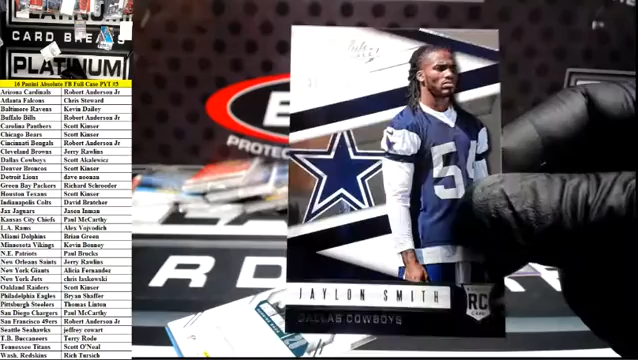 CARD BREAKS
PLATINUM
16 Panini Absolute FB Full Case PYT #3
Arizona Cardinals Robert Anderson Jr
Atlanta Falcons Chris Steward
Baltimore Ravens Kevin Dailey
Buffalo Bills Robert Anderson Jr
Carolina Panthers Scott Kinser
Chicago Bears Scott Kinser
Cincinnati Bengals Robert Anderson Jr
Cleveland Browns Jerry Rawlins
Dallas Cowboys Scott Akalewicz
Denver Broncos Scott Kinser
Detroit Lions dave noonan
Green Bay Packers Richard Schroeder
Houston Texans Scott Kinser
Indianapolis Colts David Bratcher
Jax Jaguars Jason Inman
Kansas City Chiefs Paul McCarthy
L.A. Rams Alex Vojvodich
Miami Dolphins Brian Green
Minnesota Vikings Kevin Bonney
N.E. Patriots Paul Brucks
New Orleans Saints Jerry Rawlins
New York Giants Alicia Fernandez
New York Jets chris laskowski
Oakland Raiders Scott Kinser
Philadelphia Eagles Bryan Shaffer
Pittsburgh Steelers Thomas Linton
San Diego Chargers Paul McCarthy
San Francisco 49ers Robert Anderson Jr
Seattle Seahawks jeffrey cowart
T.B. Buccaneers Terry Rode
Tennessee Titans Scott O'Neal
Wash. Redskins Rich Tursich
54
JAYLON SMITH
DALLAS COWBOYS
RC